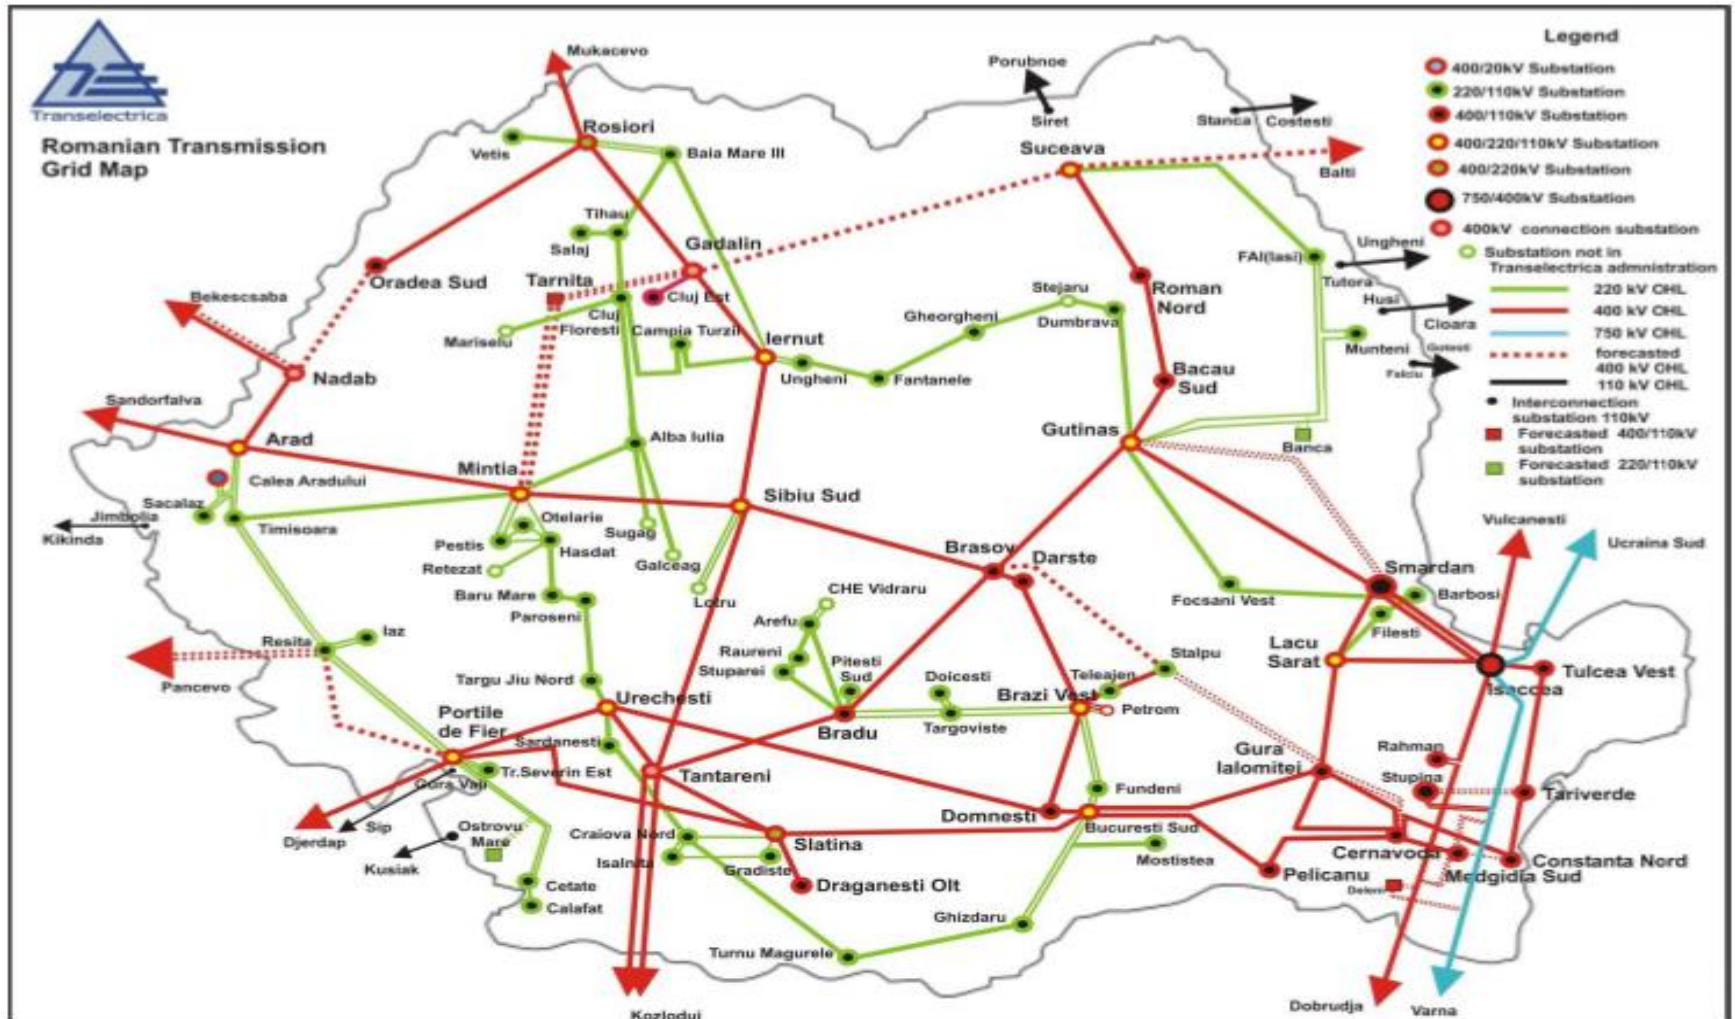 Transelectrica
Romanian Transmission
Grid Map
Legend
400/20kV Substation
220/110kV Substation
400/110kV Substation
400/220/110kV Substation
400/220kV Substation
750/400kV Substation
400kV connection substation
Substation not in
Transelectrica admnistration
220 kV OHL
400 kV OHL
750 kV OHL
forecasted
400 kV OHL
110 kV OHL
Interconnection
substation 110kV
Forecasted 400/110kV
substation
Forecasted 220/110kV
substation
Mukacevo
Porubnoe
Siret
Stanca
Costesti
Rosiori
Vetis
Baia Mare III
Suceava
Balti
Tihau
Salaj
Gadalin
Tarnita
Cluj Est
Oradea Sud
Bekescsaba
Cluj
Floresti
Campia Turzii
Mariselu
Iernut
Ungheni
Fantanele
Gheorgheni
Stejaru
Dumbrava
Roman
Nord
FAI(Iasi)
Ungheni
Tutora
Husi
Cioara
Munteni
Gotesti
Falciu
Nadab
Bacau
Sud
Sandorfalva
Arad
Alba Iulia
Gutinas
Banca
Mintia
Calea Aradului
Sacalaz
Jimbolia
Kikinda
Timisoara
Sibiu Sud
Otelarie
Pestis
Hasdat
Sugag
Retezat
Galceag
Baru Mare
Paroseni
Lotru
Brasov
Darste
Vulcanesti
Ucraina Sud
Smardan
Barbosi
Focsani Vest
Filesti
CHE Vidraru
Arefu
Raureni
Stuparei
Pitesti
Sud
Resita
Iaz
Pancevo
Lacu
Sarat
Isaccea
Tulcea Vest
Stalpu
Teleajen
Doicesti
Brazi Vest
Petrom
Targu Jiu Nord
Urechesti
Portile
de Fier
Sardanesti
Bradu
Targoviste
Gura
Ialomitei
Rahman
Stupina
Tariverde
Gura Vaii
Tr.Severin Est
Tantareni
Fundeni
Djerdap
Sip
Kusiak
Ostrovu
Mare
Craiova Nord
Isalnita
Gradiste
Slatina
Domnesti
Bucuresti Sud
Mostistea
Cernavoda
Constanta Nord
Pelicanu
Medgidia Sud
Deleni
Draganesti Olt
Cetate
Calafat
Ghizdaru
Turnu Magurele
Kozlodui
Dobrudja
Varna